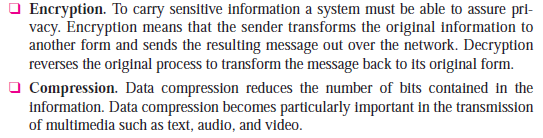 ❑ Encryption. To carry sensitive information a system must be able to assure pri-
vacy. Encryption means that the sender transforms the original information to
another form and sends the resulting message out over the network. Decryption
reverses the original process to transform the message back to its original form.
❑ Compression. Data compression reduces the number of bits contained in the
information. Data compression becomes particularly important in the transmission
of multimedia such as text, audio, and video.